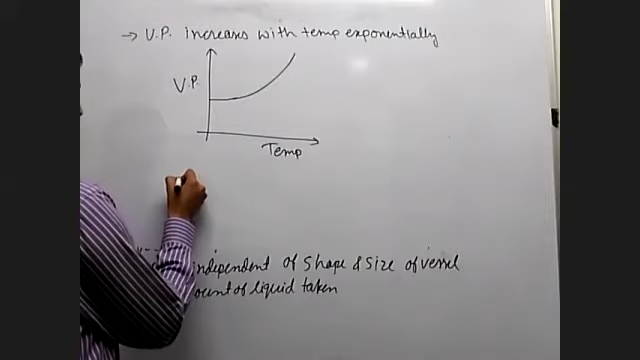 → V.P. increases with temp exponentially
V.P.
Temp
independent of Shape & Size of vessel
of liquid taken